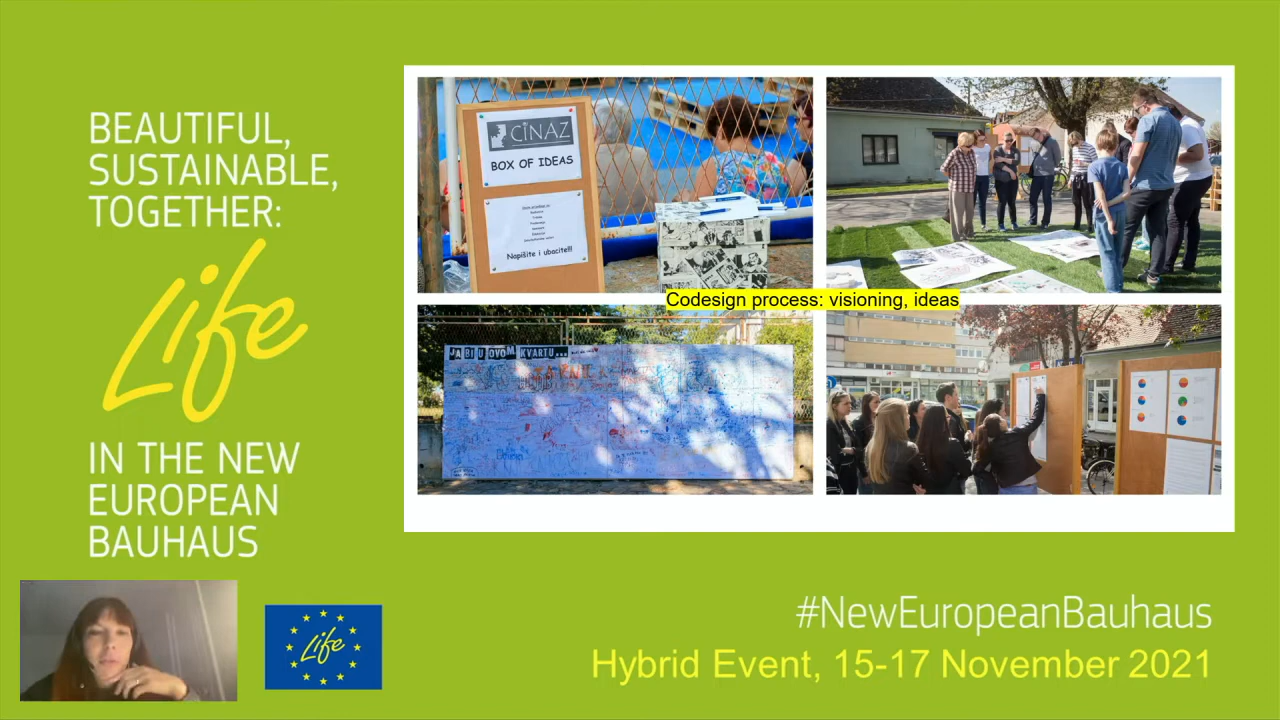 BEAUTIFUL,
SUSTAINABLE,
TOGETHER:
Life
IN THE NEW
EUROPEAN
BAUHAUS
CINAZ
BOX OF IDEAS
Napišite i ubacite!!!
Codesign process: visioning, ideas
JA BI U OVOM KVARTU...
Life
#NewEuropeanBauhaus
Hybrid Event, 15-17 November 2021